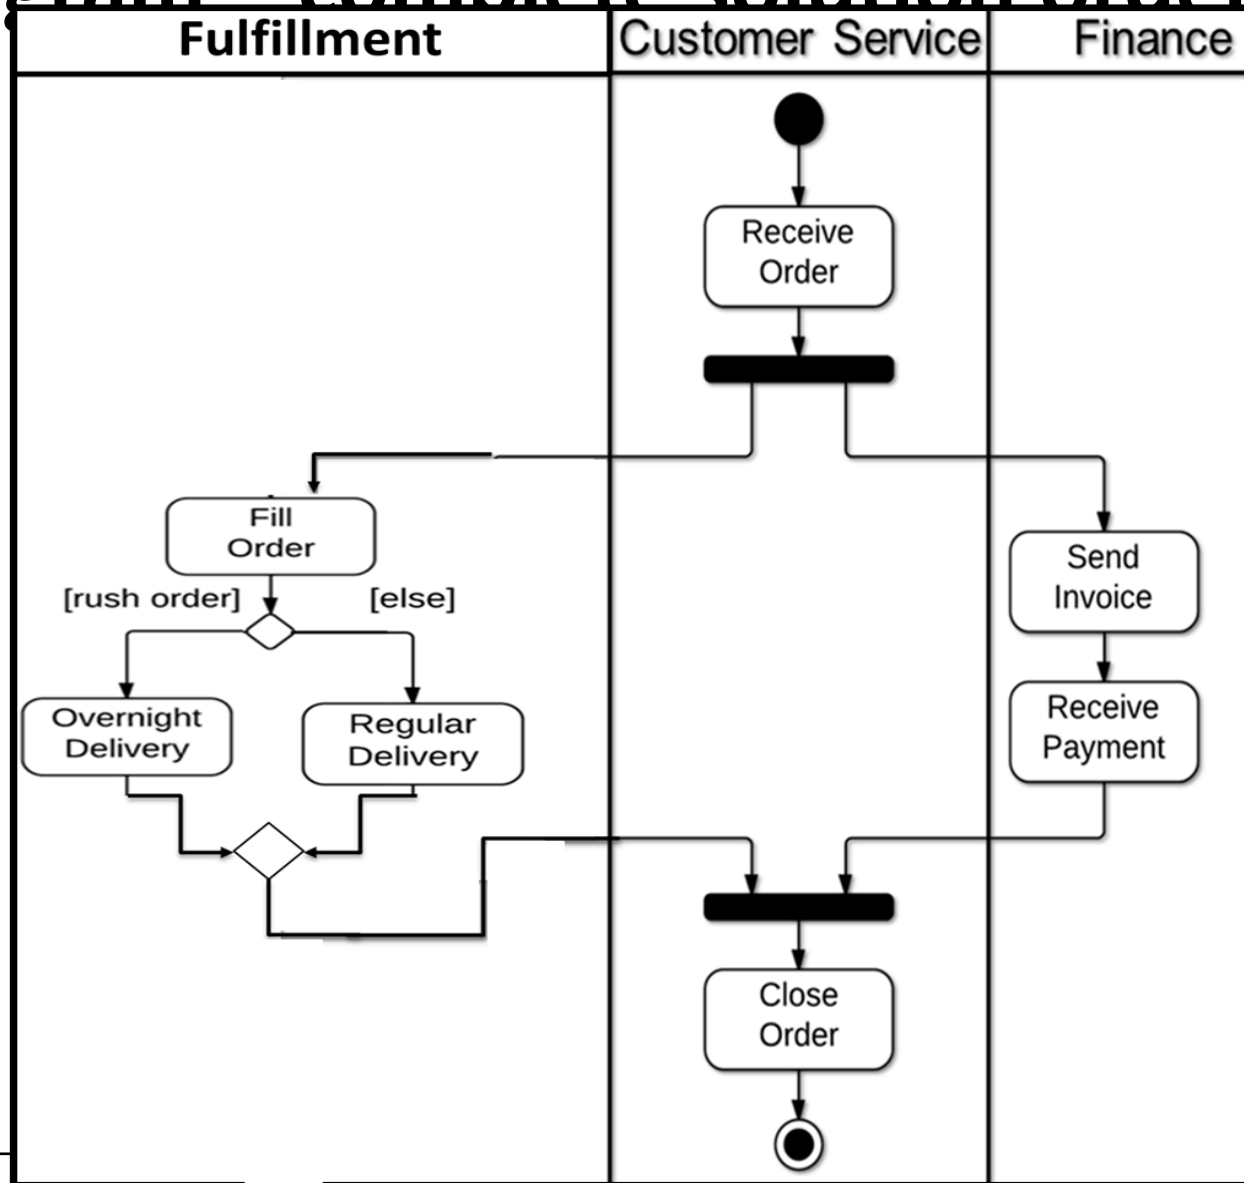 Fulfillment
Customer Service
Finance
Receive
Order
Fill
Order
[rush order]
[else]
Send
Invoice
Overnight
Delivery
Regular
Delivery
Receive
Payment
Close
Order